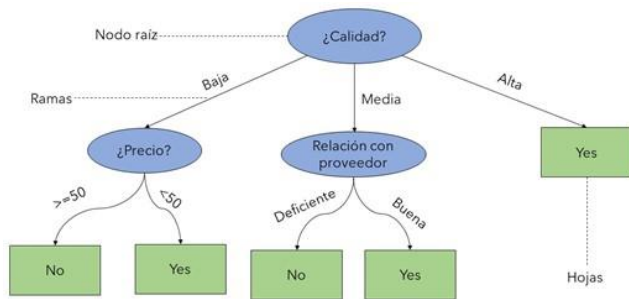 Nodo raíz
¿Calidad?
Baja
Media
Alta
Ramas
¿Precio?
Relación con
proveedor
Yes
>=50
<50
Deficiente
Buena
No
Yes
No
Yes
Hojas